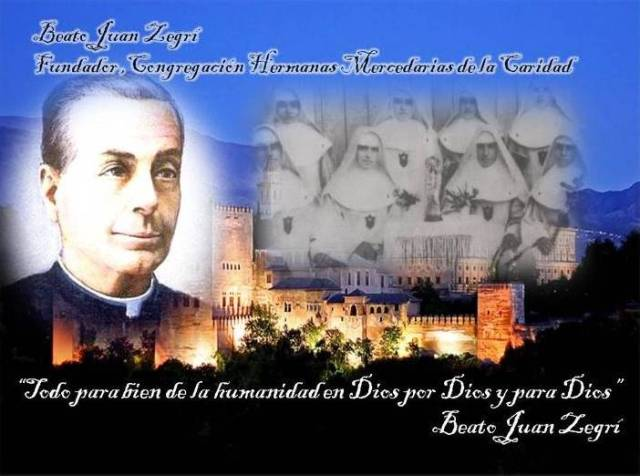 Beato Juan Zegrí
Fundador, Congregación Hermanas Mercedarias de la Caridad
"Todo para bien de la humanidad en Dios por Dios y para Dios"
Beato Juan Zegrí